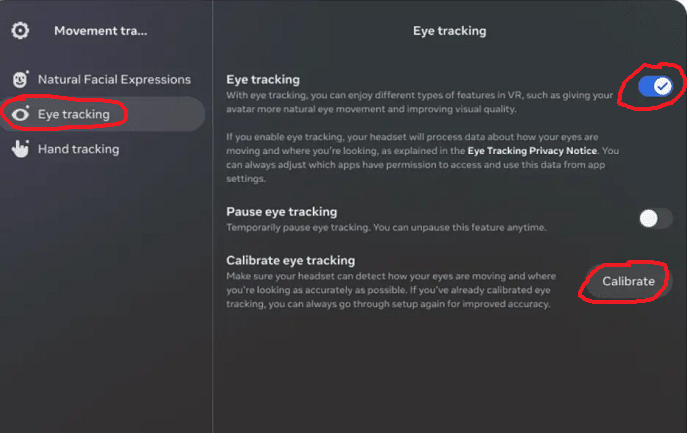 Movement tra...
Eye tracking
Natural Facial Expressions
Eye tracking
Hand tracking
Eye tracking
With eye tracking, you can enjoy different types of features in VR, such as giving your
avatar more natural eye movement and improving visual quality.
If you enable eye tracking, your headset will process data about how your eyes are
moving and where you're looking, as explained in the Eye Tracking Privacy Notice. You
can always adjust which apps have permission to access and use this data from app
settings.
Pause eye tracking
Temporarily pause eye tracking. You can unpause this feature anytime.
Calibrate eye tracking
Make sure your headset can detect how your eyes are moving and where
you're looking as accurately as possible. If you've already calibrated eye
tracking, you can always go through setup again for improved accuracy.
Calibrate